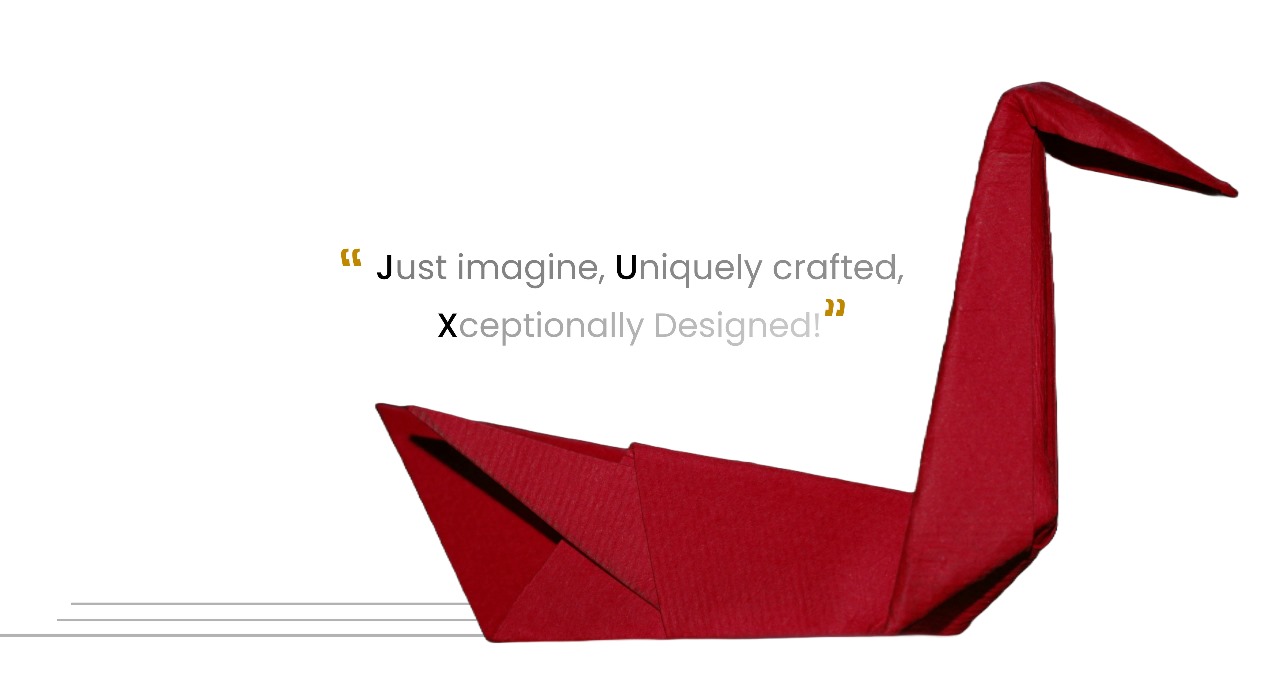 “ Just imagine, Uniquely crafted,
Xceptionally Designed!”